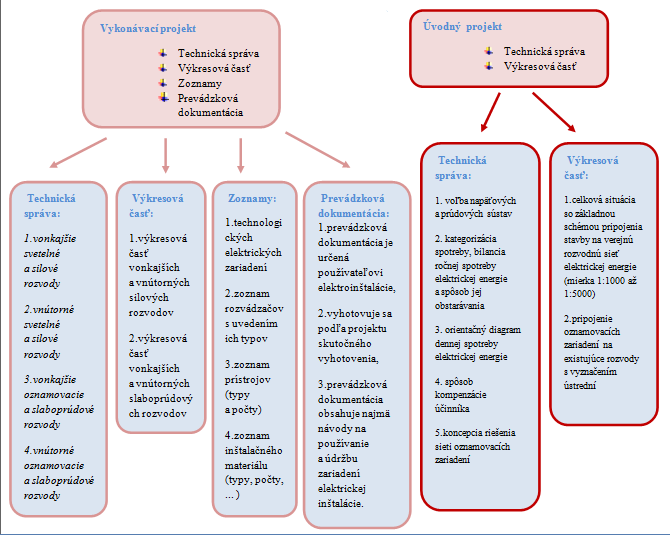 Vykonávací projekt
Technická správa
Výkresová časť
Zoznamy
Prevádzková
dokumentácia
Úvodný projekt
Technická správa
Výkresová časť
Technická
správa:
1.vonkajšie
svetelné
a silové
rozvody
2.vnútorné
svetelné
a silové
rozvody
3.vonkajšie
oznamovacie
a slaboprúdové
rozvody
4.vnútorné
oznamovacie
a slaboprúdové
rozvody
Výkresová
časť:
1.výkresová
časť
vonkajších
a vnútorných
silových
rozvodov
2.výkresová
časť
vonkajších
a vnútorných
slaboprúdový
ch rozvodov
Zoznamy:
1.technologi
ckých
elektrických
zariadení
2.zoznam
rozvádzačov
s uvedením
ich typov
3.zoznam
prístrojov
(typy
a počty)
4.zoznam
inštalačného
materiálu
(typy, počty,
...)
Prevádzková
dokumentácia:
1.prevádzková
dokumentácia je
určená
používateľovi
elektroinštalácie,
2.vyhotovuje sa
podľa projektu
skutočného
vyhotovenia,
3.prevádzková
dokumentácia
obsahuje najmä
návody na
používanie
a údržbu
zariadení
elektrickej
inštalácie.
Technická
správa:
1. voľba napäťových
a prúdových sústav
2. kategorizácia
spotreby, bilancia
ročnej spotreby
elektrickej energie
a spôsob jej
obstarávania
3. orientačný diagram
dennej spotreby
elektrickej energie
4. spôsob
kompenzácie
účinníka
5.koncepcia riešenia
sieti oznamovacích
zariadení
Výkresová
časť:
1.celková situácia
so základnou
schémou pripojenia
stavby na verejnú
rozvodnú sieť
elektrickej energie
(mierka 1:1000 až
1:5000)
2.pripojenie
oznamovacích
zariadení na
existujúce rozvody
s vyznačením
ústrední